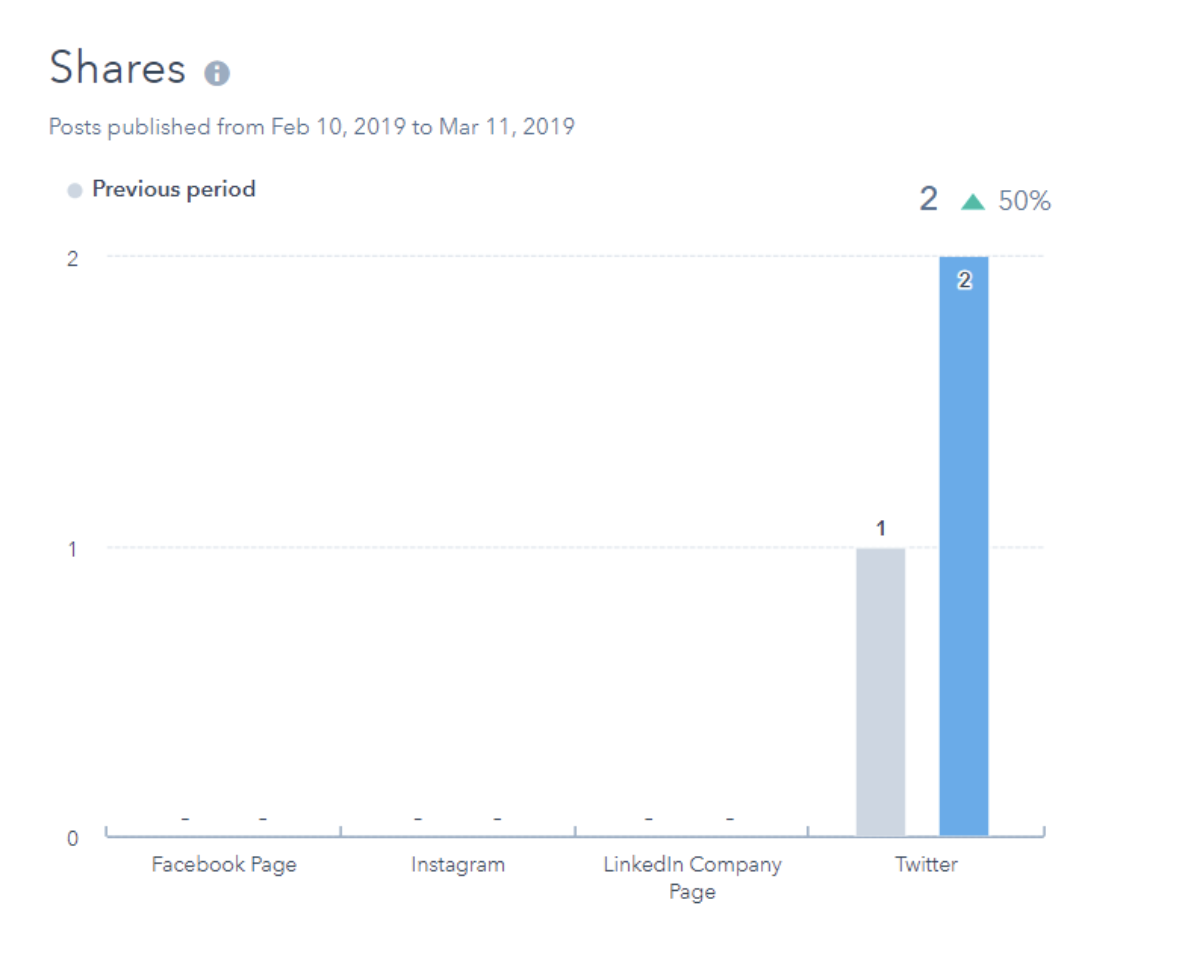 Shares
Posts published from Feb 10, 2019 to Mar 11, 2019
Previous period
2 ▲ 50%
2
2
1
1
0
- - - - - -
Facebook Page Instagram LinkedIn Company Page Twitter